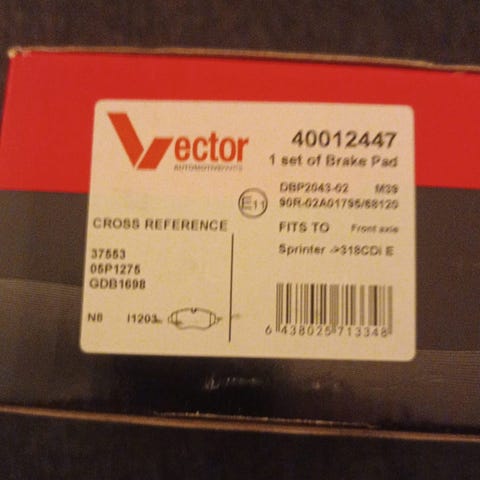 Vector
AUTOMOTIVEPARTS
40012447
1 set of Brake Pad
DBP2043-02 M39
E11
90R-02A01795/68120
CROSS REFERENCE
37553
05P1275
GDB1698
N8 I1203
FITS TO Front axle
Sprinter ->318CDi E
6 438025 713348